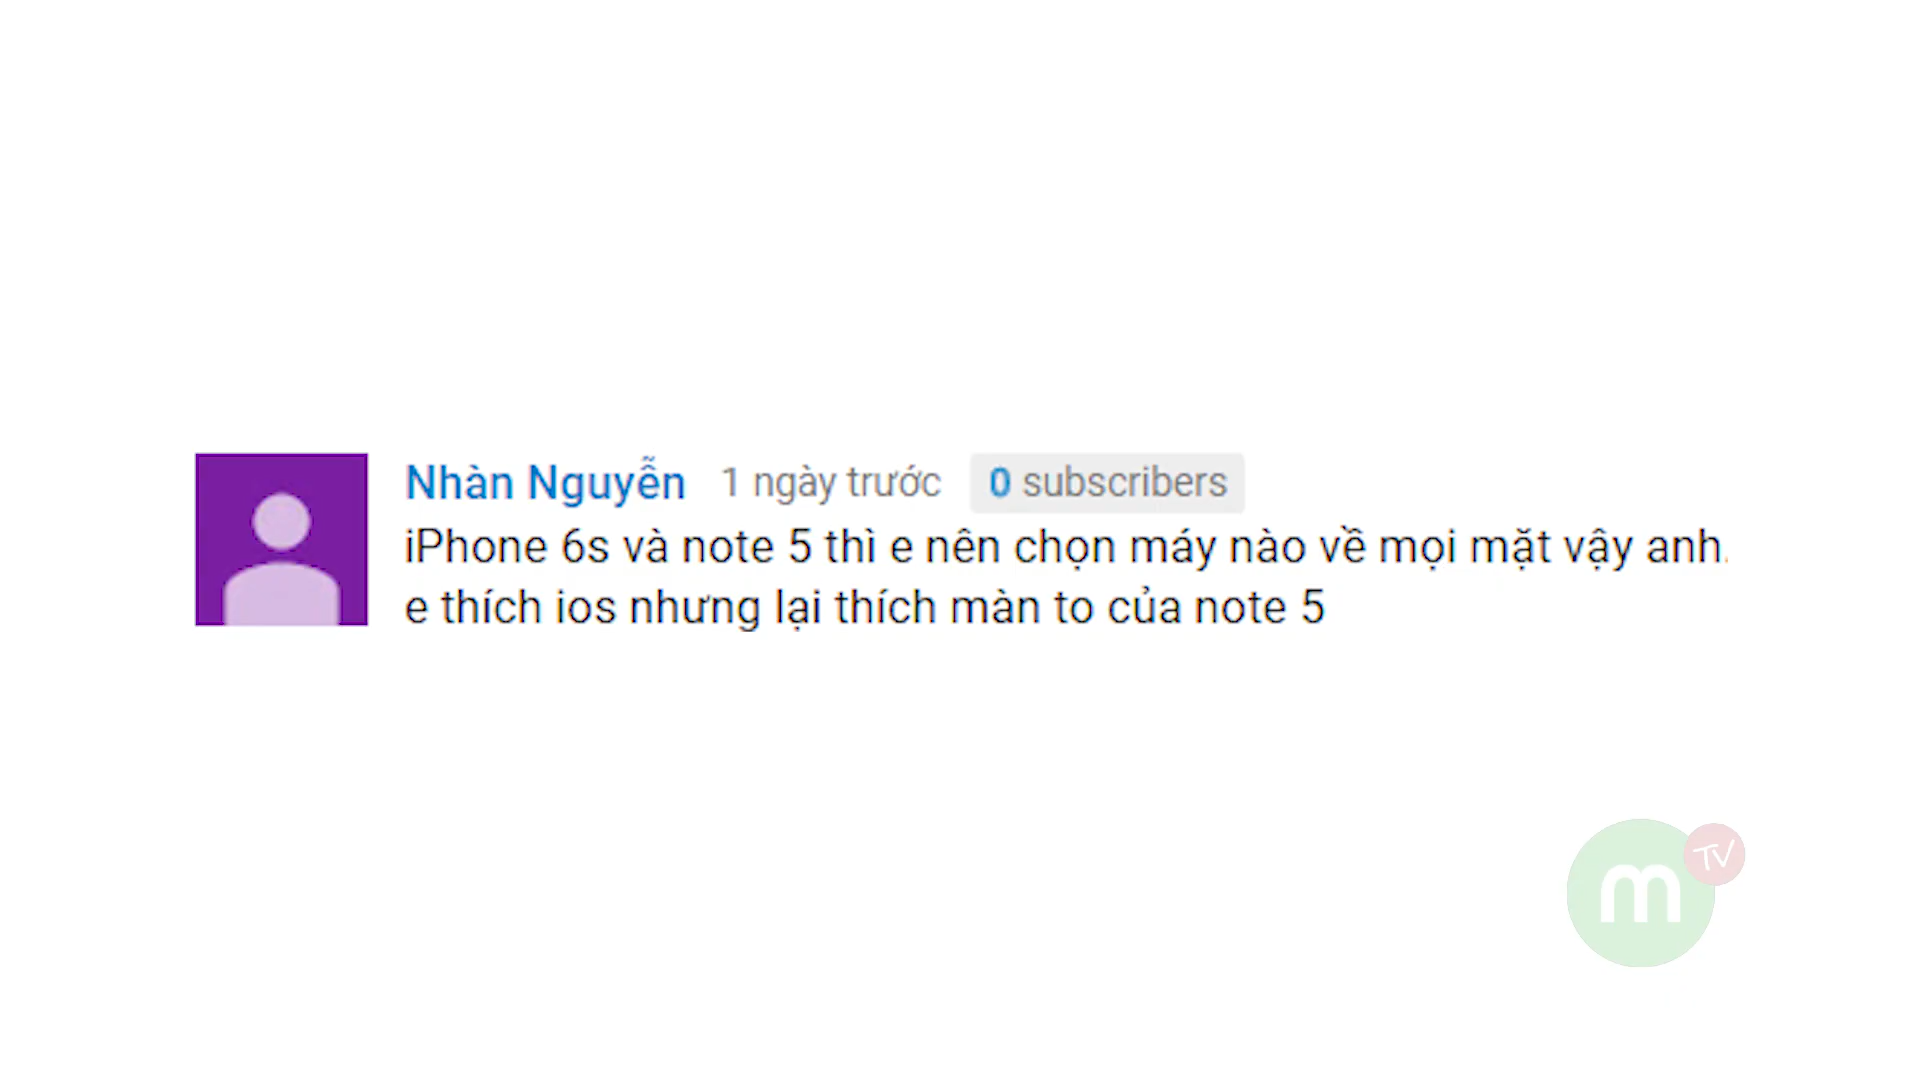 Nhàn Nguyễn 1 ngày trước 0 subscribers
iPhone 6s và note 5 thì e nên chọn máy nào về mọi mặt vậy anh.
e thích ios nhưng lại thích màn to của note 5
m TV